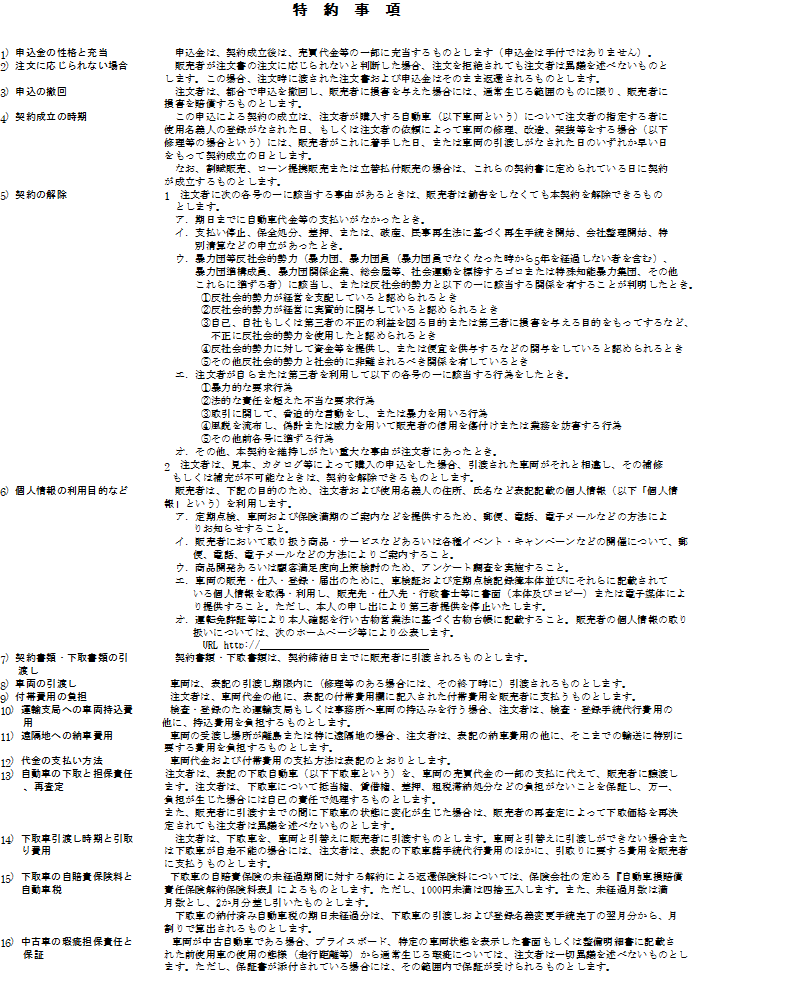 特約事項
1) 申込金の性格と充当 申込金は、契約成立後は、売買代金等の一部に充当するものとします（申込金は手付ではありません）。
2) 注文に応じられない場合 販売者が注文書の注文に応じられないと判断した場合、注文を拒絶されても注文者は異議を述べないものと
します。この場合、注文時に渡された注文書および申込金はそのまま返還されるものとします。
3) 申込の撤回 注文者は、都合で申込を撤回し、販売者に損害を与えた場合には、通常生じる範囲のものに限り、販売者に
損害を賠償するものとします。
4) 契約成立の時期 この申込による契約の成立は、注文者が購入する自動車（以下車両という）について注文者の指定する者に
使用名義人の登録がなされた日、もしくは注文者の依頼によって車両の修理、改造、架装等をする場合（以下
修理等の場合という）には、販売者がこれに着手した日、または車両の引渡しがなされた日のいずれか早い日
をもって契約成立の日とします。
なお、割賦販売、ローン提携販売または立替払付販売の場合は、これらの契約書に定められている日に契約
が成立するものとします。
5) 契約の解除 1 注文者に次の各号の一に該当する事由があるときは、販売者は勧告をしなくても本契約を解除できるもの
とします。
ア. 期日までに自動車代金等の支払いがなかったとき。
イ. 支払い停止、保全処分、差押、または、破産、民事再生法に基づく再生手続き開始、会社整理開始、特
別清算などの申立があったとき。
ウ. 暴力団等反社会的勢力（暴力団、暴力団員（暴力団員でなくなった時から5年を経過しない者を含む）、
暴力団準構成員、暴力団関係企業、総会屋等、社会運動を標榜するゴロまたは特殊知能暴力集団、その他
これらに準ずる者）に該当し、または反社会的勢力と以下の一に該当する関係を有することが判明したとき。
①反社会的勢力が経営を支配していると認められるとき
②反社会的勢力が経営に実質的に関与していると認められるとき
③自己、自社もしくは第三者の不正の利益を図る目的または第三者に損害を与える目的をもってするなど、
不正に反社会的勢力を使用したと認められるとき
④反社会的勢力に対して資金等を提供し、または便宜を供与するなどの関与をしていると認められるとき
⑤その他反社会的勢力と社会的に非難されるべき関係を有しているとき
エ. 注文者が自らまたは第三者を利用して以下の各号の一に該当する行為をしたとき。
①暴力的な要求行為
②法的な責任を超えた不当な要求行為
③取引に関して、脅迫的な言動をし、または暴力を用いる行為
④風説を流布し、偽計または威力を用いて販売者の信用を傷付けまたは業務を妨害する行為
⑤その他前各号に準ずる行為
オ. その他、本契約を維持しがたい重大な事由が注文者にあったとき。
2 注文者は、見本、カタログ等によって購入の申込をした場合、引渡された車両がそれと相違し、その補修
もしくは補充が不可能なときは、契約を解除できるものとします。
6) 個人情報の利用目的など 販売者は、下記の目的のため、注文者および使用名義人の住所、氏名など表記記載の個人情報（以下「個人情
報」という）を利用します。
ア. 定期点検、車両および保険満期のご案内などを提供するため、郵便、電話、電子メールなどの方法によ
りお知らせすること。
イ. 販売者において取り扱う商品・サービスなどあるいは各種イベント・キャンペーンなどの開催について、郵
便、電話、電子メールなどの方法によりご案内すること。
ウ. 商品開発あるいは顧客満足度向上策検討のため、アンケート調査を実施すること。
エ. 車両の販売・仕入・登録・届出のために、車検証および定期点検記録簿本体並びにそれらに記載されて
いる個人情報を取得・利用し、販売先・仕入先・行政書士等に書面（本体及びコピー）または電子媒体によ
り提供すること。ただし、本人の申し出により第三者提供を停止いたします。
オ. 運転免許証等により本人確認を行い古物営業法に基づく古物台帳に記載すること。販売者の個人情報の取り
扱いについては、次のホームページ等により公表します。
URL http://
7) 契約書類・下取書類の引 契約書類・下取書類は、契約締結日までに販売者に引渡されるものとします。
渡し
8) 車両の引渡し 車両は、表記の引渡し期限内に（修理等のある場合には、その終了時に）引渡されるものとします。
9) 付帯費用の負担 注文者は、車両代金の他に、表記の付帯費用欄に記入された付帯費用を販売者に支払うものとします。
10) 運輸支局への車両持込費 検査・登録のため運輸支局もしくは事務所へ車両の持込みを行う場合、注文者は、検査・登録手続代行費用の
用 他に、持込費用を負担するものとします。
11) 遠隔地への納車費用 車両の受渡し場所が離島または特に遠隔地の場合、注文者は、表記の納車費用の他に、そこまでの輸送に特別に
要する費用を負担するものとします。
12) 代金の支払い方法 車両代金および付帯費用の支払方法は表記のとおりとします。
13) 自動車の下取と担保責任 注文者は、表記の下取自動車（以下下取車という）を、車両の売買代金の一部の支払に代えて、販売者に譲渡し
、再査定 ます。注文者は、下取車について抵当権、賃借権、差押、租税滞納処分などの負担がないことを保証し、万一、
負担が生じた場合には自己の責任で処理するものとします。
また、販売者に引渡すまでの間に下取車の状態に変化が生じた場合は、販売者の再査定によって下取価格を再決
定されても注文者は異議を述べないものとします。
14) 下取車引渡し時期と引取 注文者は、下取車を、車両と引替えに販売者に引渡すものとします。車両と引替えに引渡しができない場合また
り費用 は下取車が自走不能の場合には、注文者は、表記の下取車諸手続代行費用のほかに、引取りに要する費用を販売者
に支払うものとします。
15) 下取車の自賠責保険料と 下取車の自賠責保険の未経過期間に対する解約による返還保険料については、保険会社の定める『自動車損賠償
自動車税 責任保険解約保険料表』によるものとします。ただし、1000円未満は四捨五入します。また、未経過月数は満
月数とし、2か月分差し引いたものとします。
下取車の納付済み自動車税の期日未経過分は、下取車の引渡しおよび登録名義変更手続完了の翌月分から、月
割りで算出されるものとします。
16) 中古車の瑕疵担保責任と 車両が中古自動車である場合、プライスボード、特定の車両状態を表示した書面もしくは整備明細書に記載さ
保証 れた前使用車の使用の態様（走行距離等）から通常生じる瑕疵については、注文者は一切異議を述べないものとし
ます。ただし、保証書が添付されている場合には、その範囲内で保証が受けられるものとします。